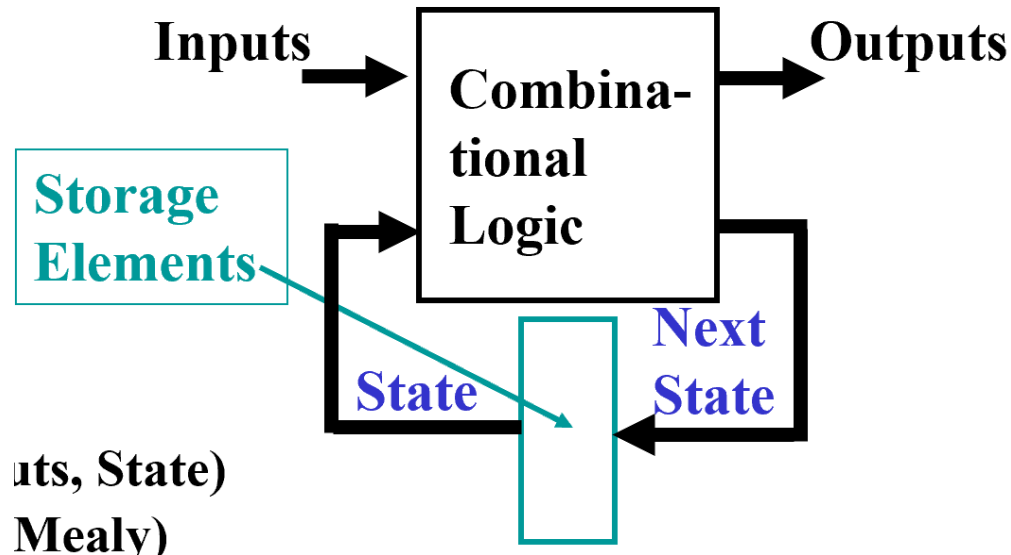 Inputs
Outputs
Combina-
tional
Logic
Storage
Elements
Next
State
State
uts, State)
Mealy)